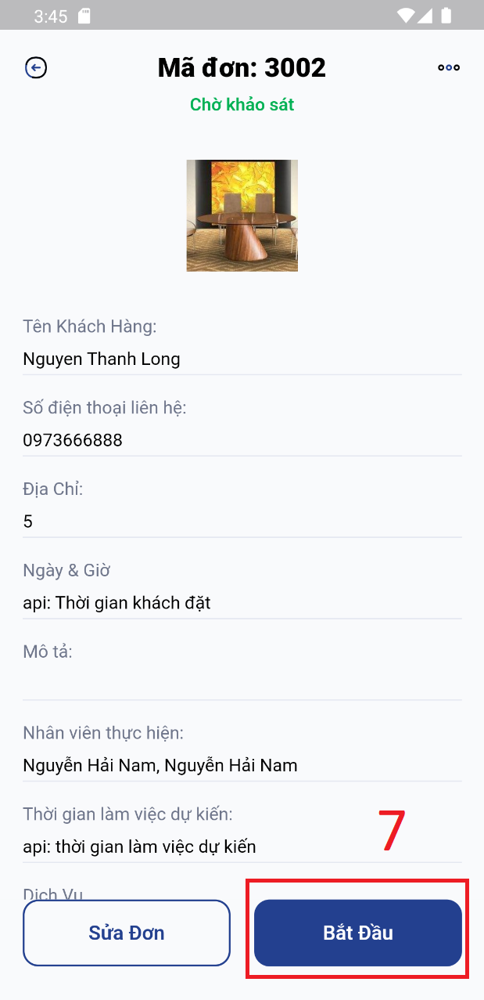 3:45
Mã đơn: 3002
Chờ khảo sát
Tên Khách Hàng:
Nguyen Thanh Long
Số điện thoại liên hệ:
0973666888
Địa Chỉ:
5
Ngày & Giờ
api: Thời gian khách đặt
Mô tả:
Nhân viên thực hiện:
Nguyễn Hải Nam, Nguyễn Hải Nam
Thời gian làm việc dự kiến:
7
api: thời gian làm việc dự kiến
Dịch Vụ
Sửa Đơn
Bắt Đầu